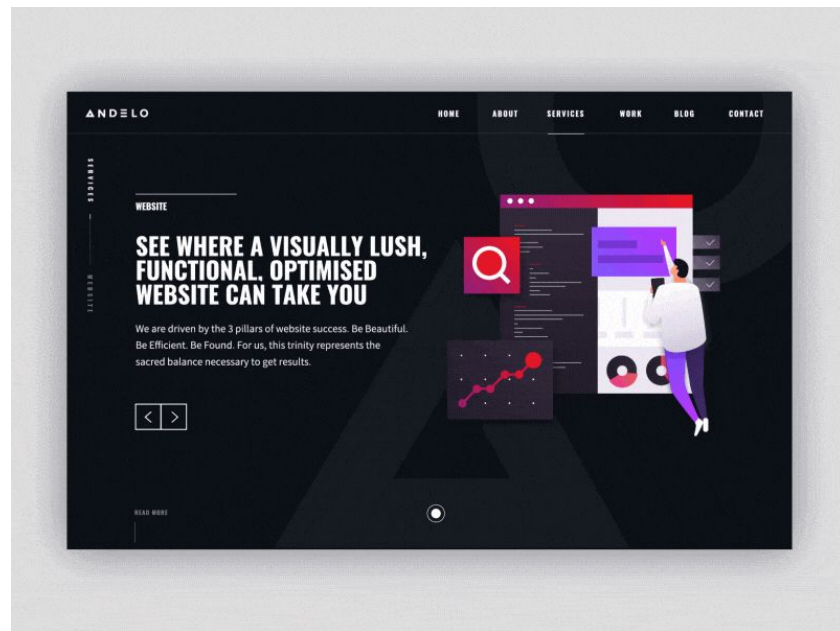 ANDELO
HOME ABOUT SERVICES WORK BLOG CONTACT
SERVICES
WEBSITE
WEBSITE
SEE WHERE A VISUALLY LUSH,
FUNCTIONAL, OPTIMISED
WEBSITE CAN TAKE YOU
We are driven by the 3 pillars of website success. Be Beautiful.
Be Efficient. Be Found. For us, this trinity represents the
sacred balance necessary to get results.
READ MORE